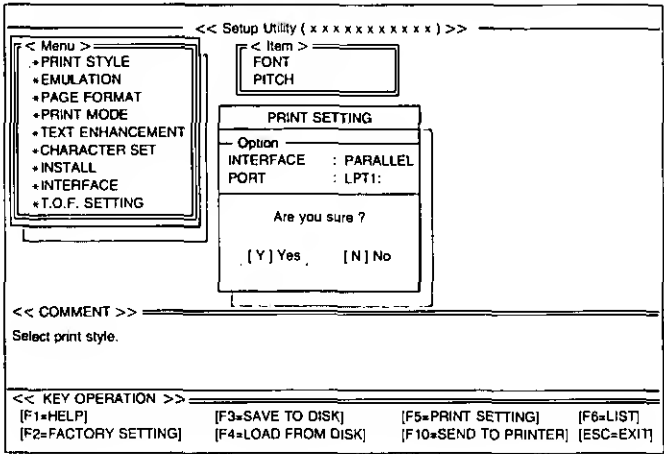 << Setup Utility ( x x x x x x x x x x x ) >>
< Menu >
*PRINT STYLE
*EMULATION
*PAGE FORMAT
*PRINT MODE
*TEXT ENHANCEMENT
*CHARACTER SET
*INSTALL
*INTERFACE
*T.O.F. SETTING
< Item >
FONT
PITCH
PRINT SETTING
Option
INTERFACE : PARALLEL
PORT : LPT1:
Are you sure ?
[ Y ] Yes [ N ] No
<< COMMENT >>
Select print style.
<< KEY OPERATION >>
[F1=HELP] [F3=SAVE TO DISK] [F5=PRINT SETTING] [F6=LIST]
[F2=FACTORY SETTING] [F4=LOAD FROM DISK] [F10=SEND TO PRINTER] [ESC=EXIT]